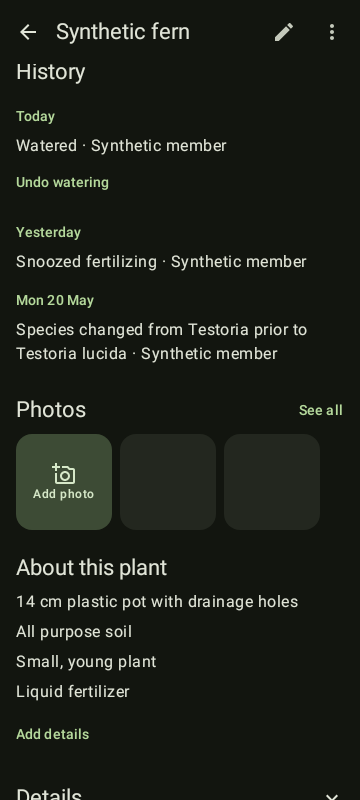 Synthetic fern
History
Today
Watered · Synthetic member
Undo watering
Yesterday
Snoozed fertilizing · Synthetic member
Mon 20 May
Species changed from Testoria prior to
Testoria lucida · Synthetic member
Photos
See all
Add photo
About this plant
14 cm plastic pot with drainage holes
All purpose soil
Small, young plant
Liquid fertilizer
Add details
Details